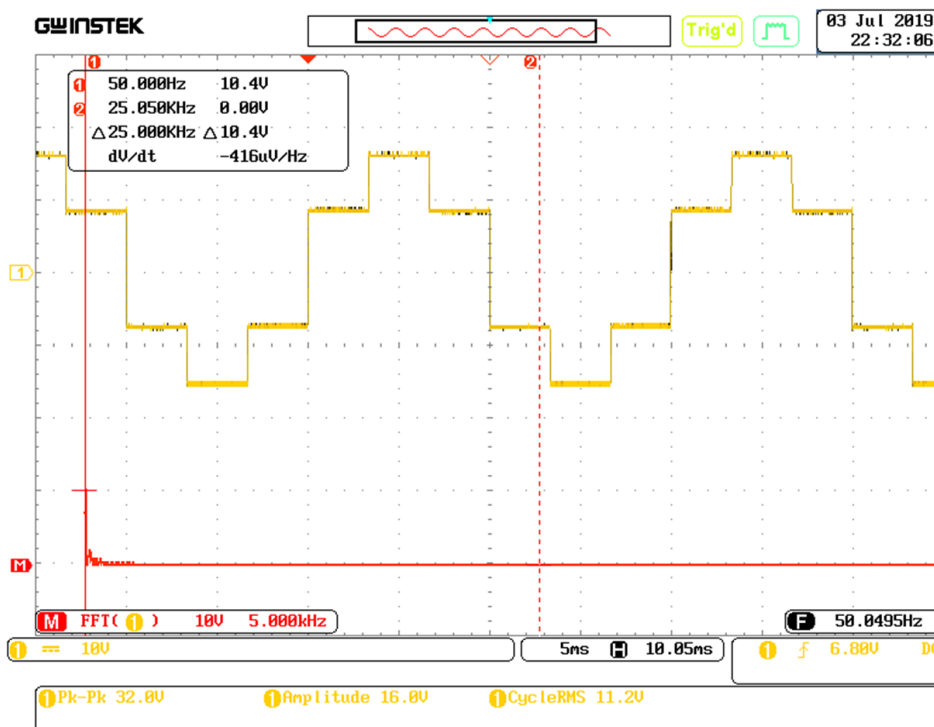 GWINSTEK
Trig'd
03 Jul 2019
22:32:06
1
2
1 50.000Hz 10.4V
2 25.050KHz 0.00V
△25.000KHz △10.4V
dV/dt -416uV/Hz
1
M
M FFT( 1 ) 10V 5.000kHz
F 50.0495Hz
1 10V
5ms H 10.05ms
1 6.80V D
1 Pk-Pk 32.0V 1 Amplitude 16.0V 1 CycleRMS 11.2V